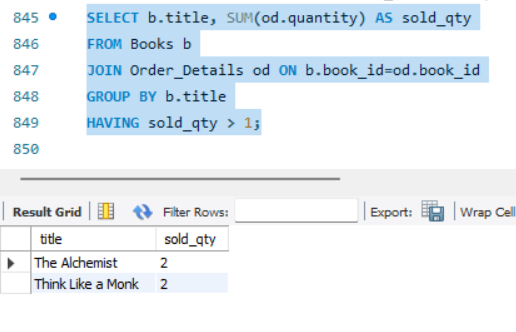 845 SELECT b.title, SUM(od.quantity) AS sold_qty
846 FROM Books b
847 JOIN Order_Details od ON b.book_id=od.book_id
848 GROUP BY b.title
849 HAVING sold_qty > 1;
850
Result Grid Filter Rows: Export: Wrap Cell
title sold_qty
The Alchemist 2
Think Like a Monk 2